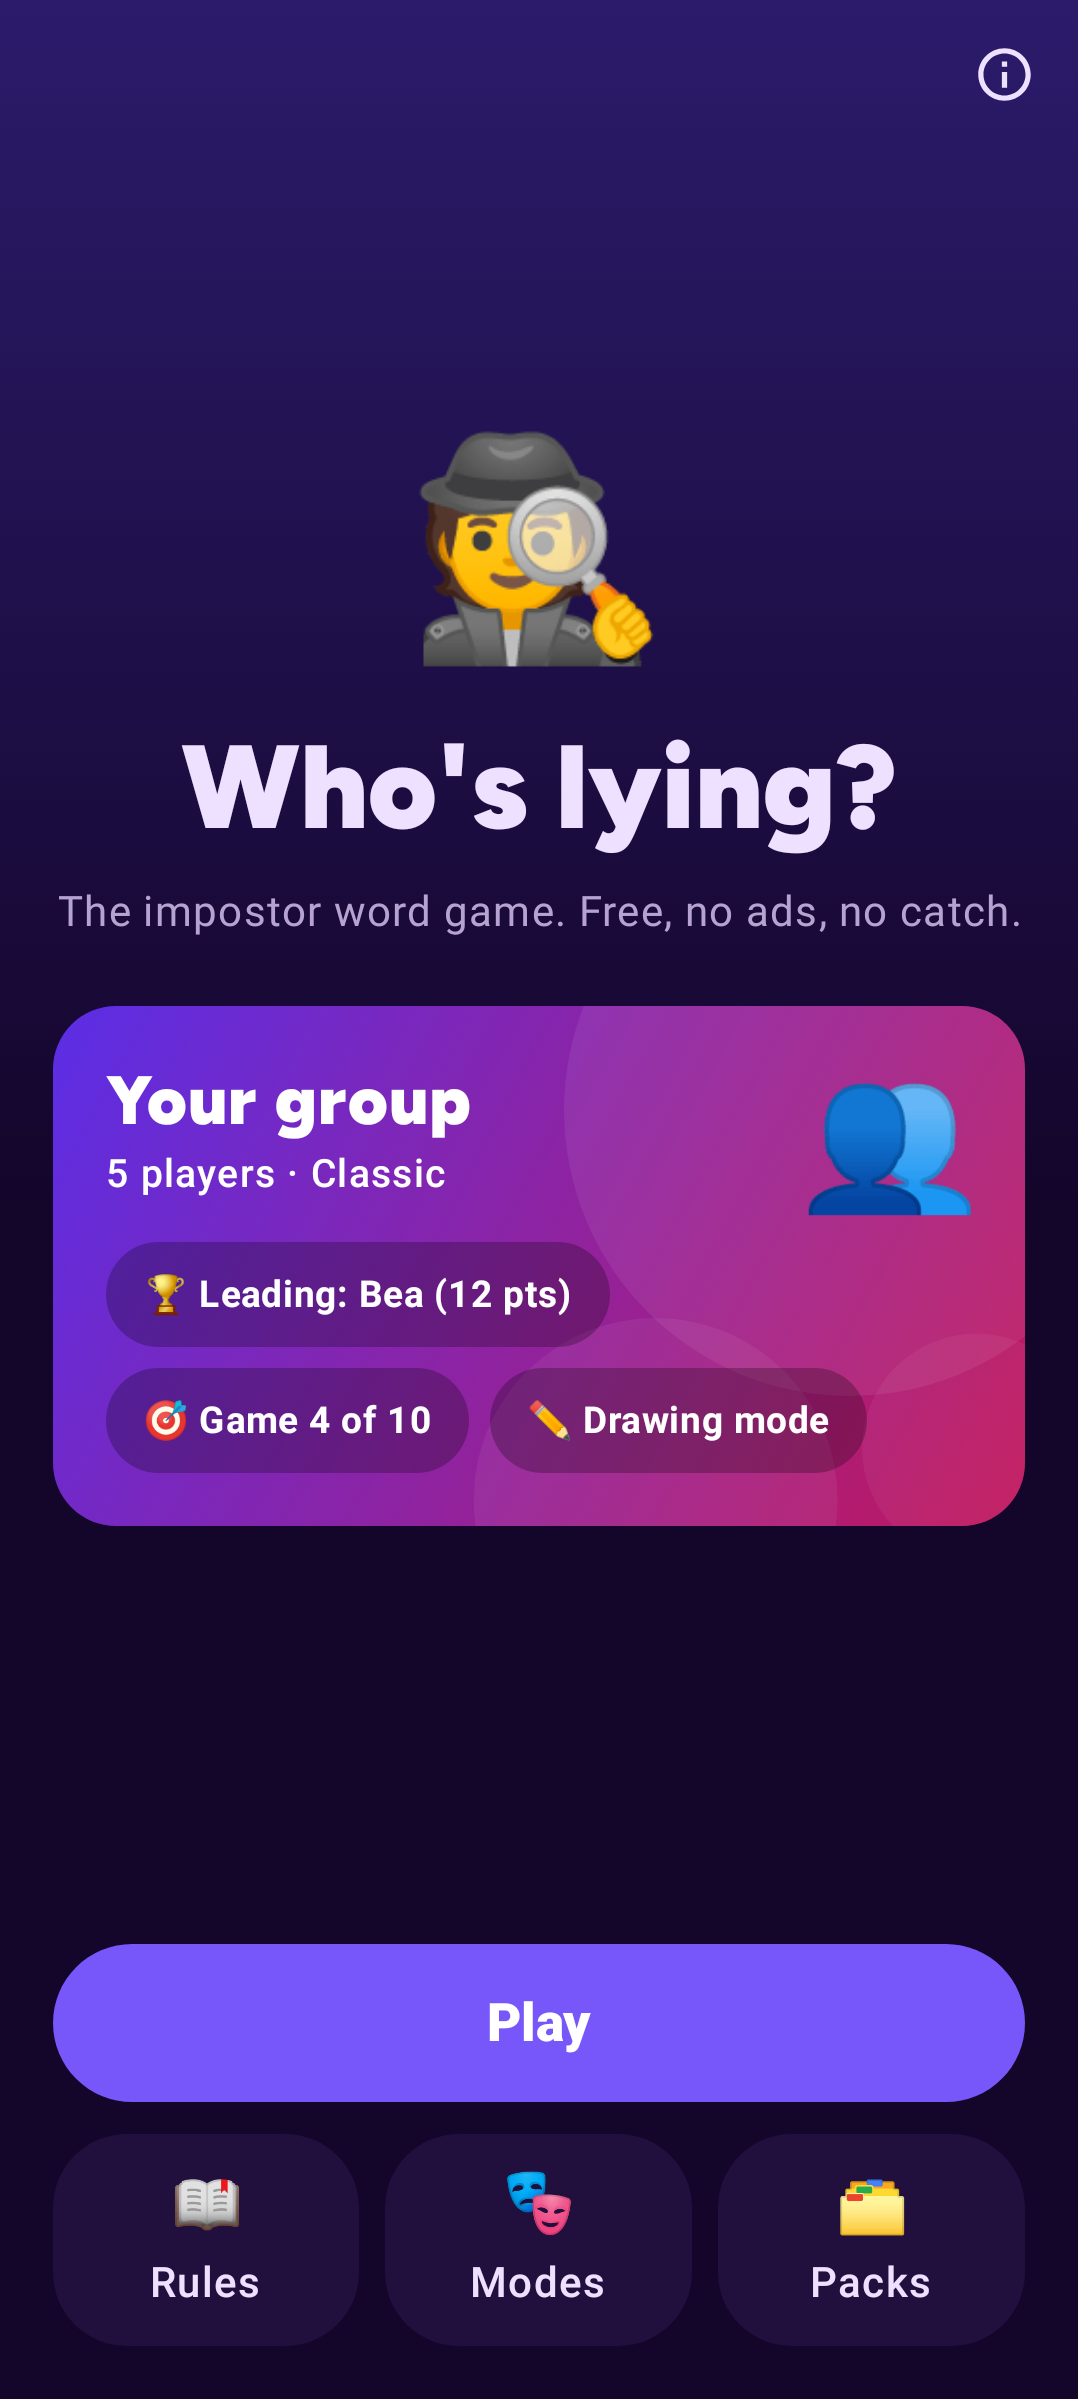 Who's lying?
The impostor word game. Free, no ads, no catch.
Your group
5 players · Classic
🏆 Leading: Bea (12 pts)
🎯 Game 4 of 10
✏️ Drawing mode
Play
Rules
Modes
Packs